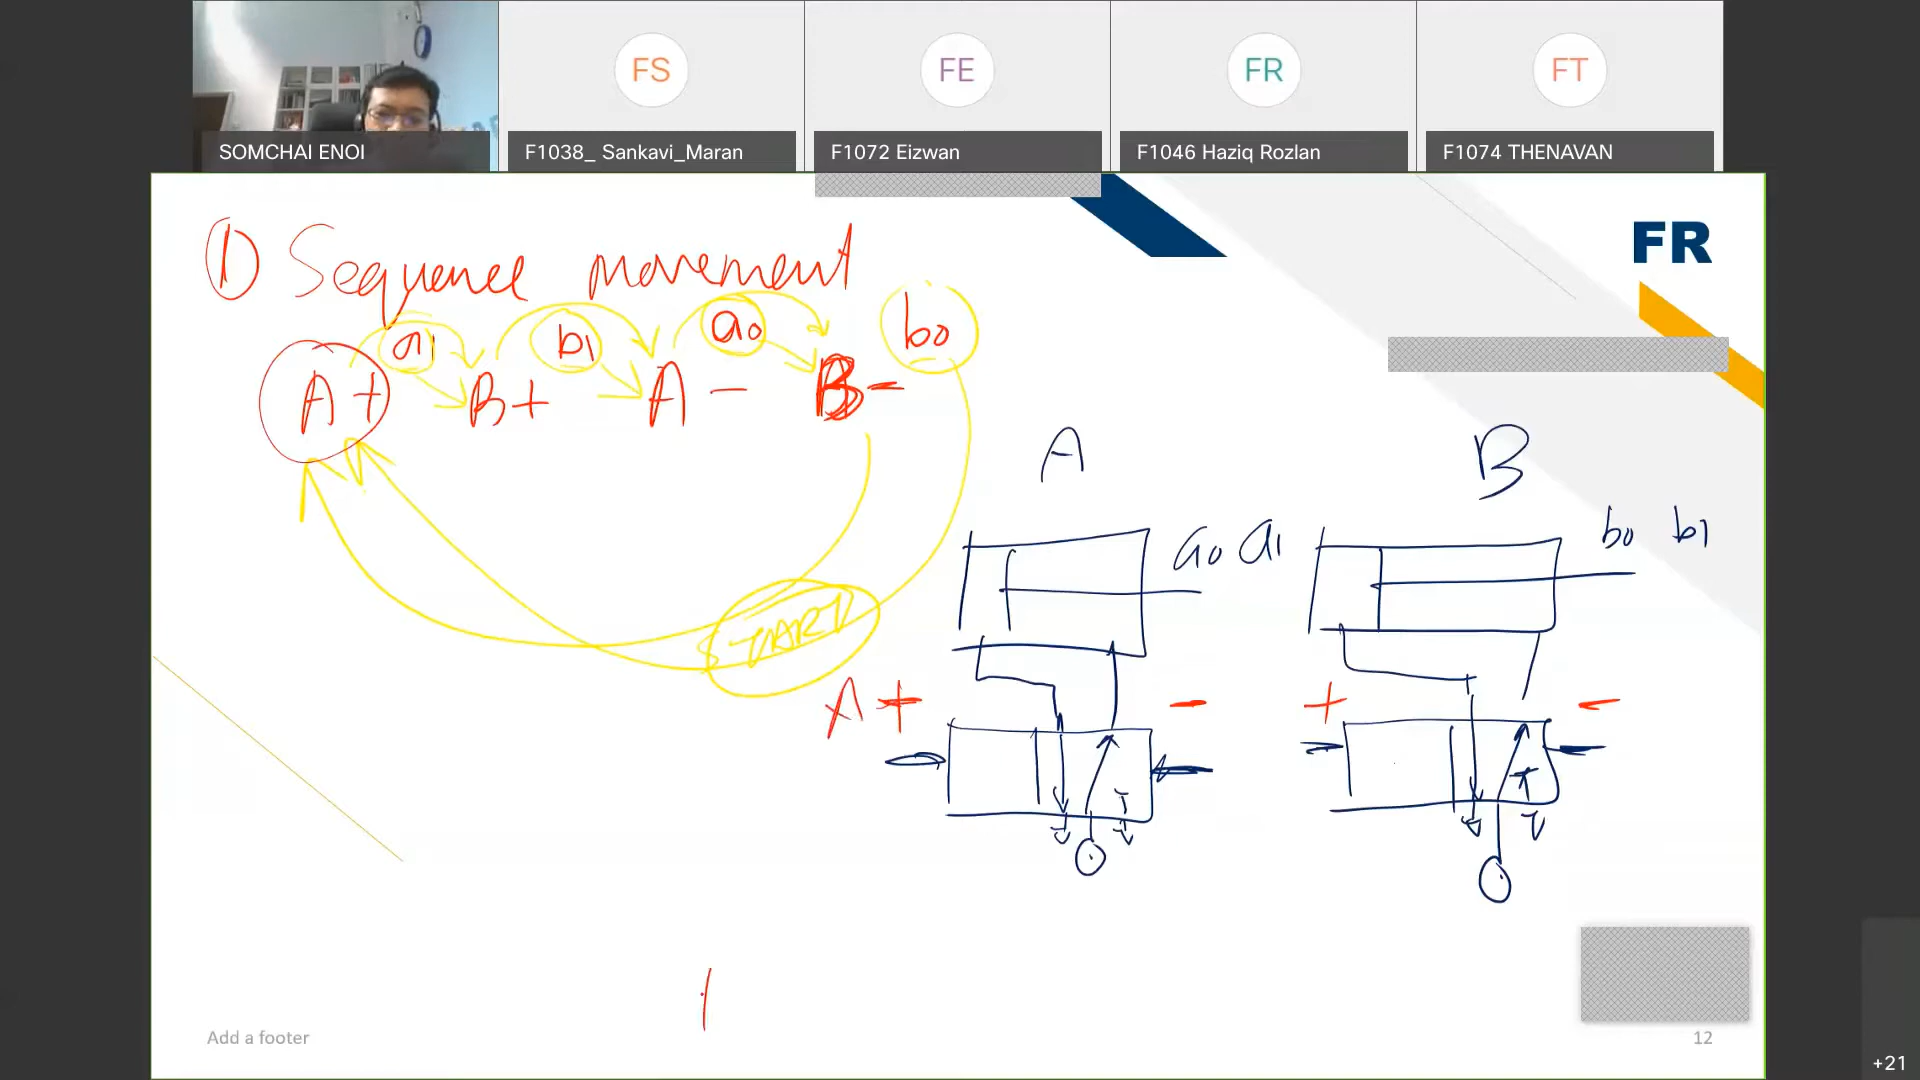 FS
FE
FR
FT
SOMCHAI ENOI
F1038_ Sankavi_Maran
F1072 Eizwan
F1046 Haziq Rozlan
F1074 THENAVAN
FR
① Sequence movement
a1 b1 a0 b0
A+ B+ A- B-
START
A B
a0 a1 b0 b1
A + - + -
Add a footer
12
+21